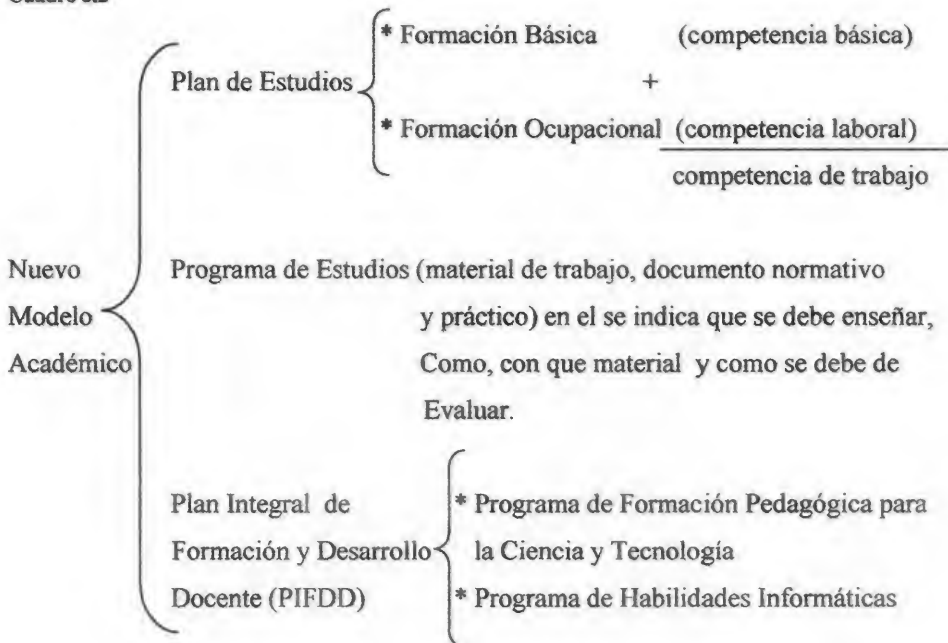 * Formación Básica (competencia básica)
Plan de Estudios +
* Formación Ocupacional (competencia laboral)
competencia de trabajo
Nuevo Programa de Estudios (material de trabajo, documento normativo
Modelo y práctico) en el se indica que se debe enseñar,
Académico Como, con que material y como se debe de
Evaluar.
Plan Integral de * Programa de Formación Pedagógica para
Formación y Desarrollo la Ciencia y Tecnología
Docente (PIFDD) * Programa de Habilidades Informáticas